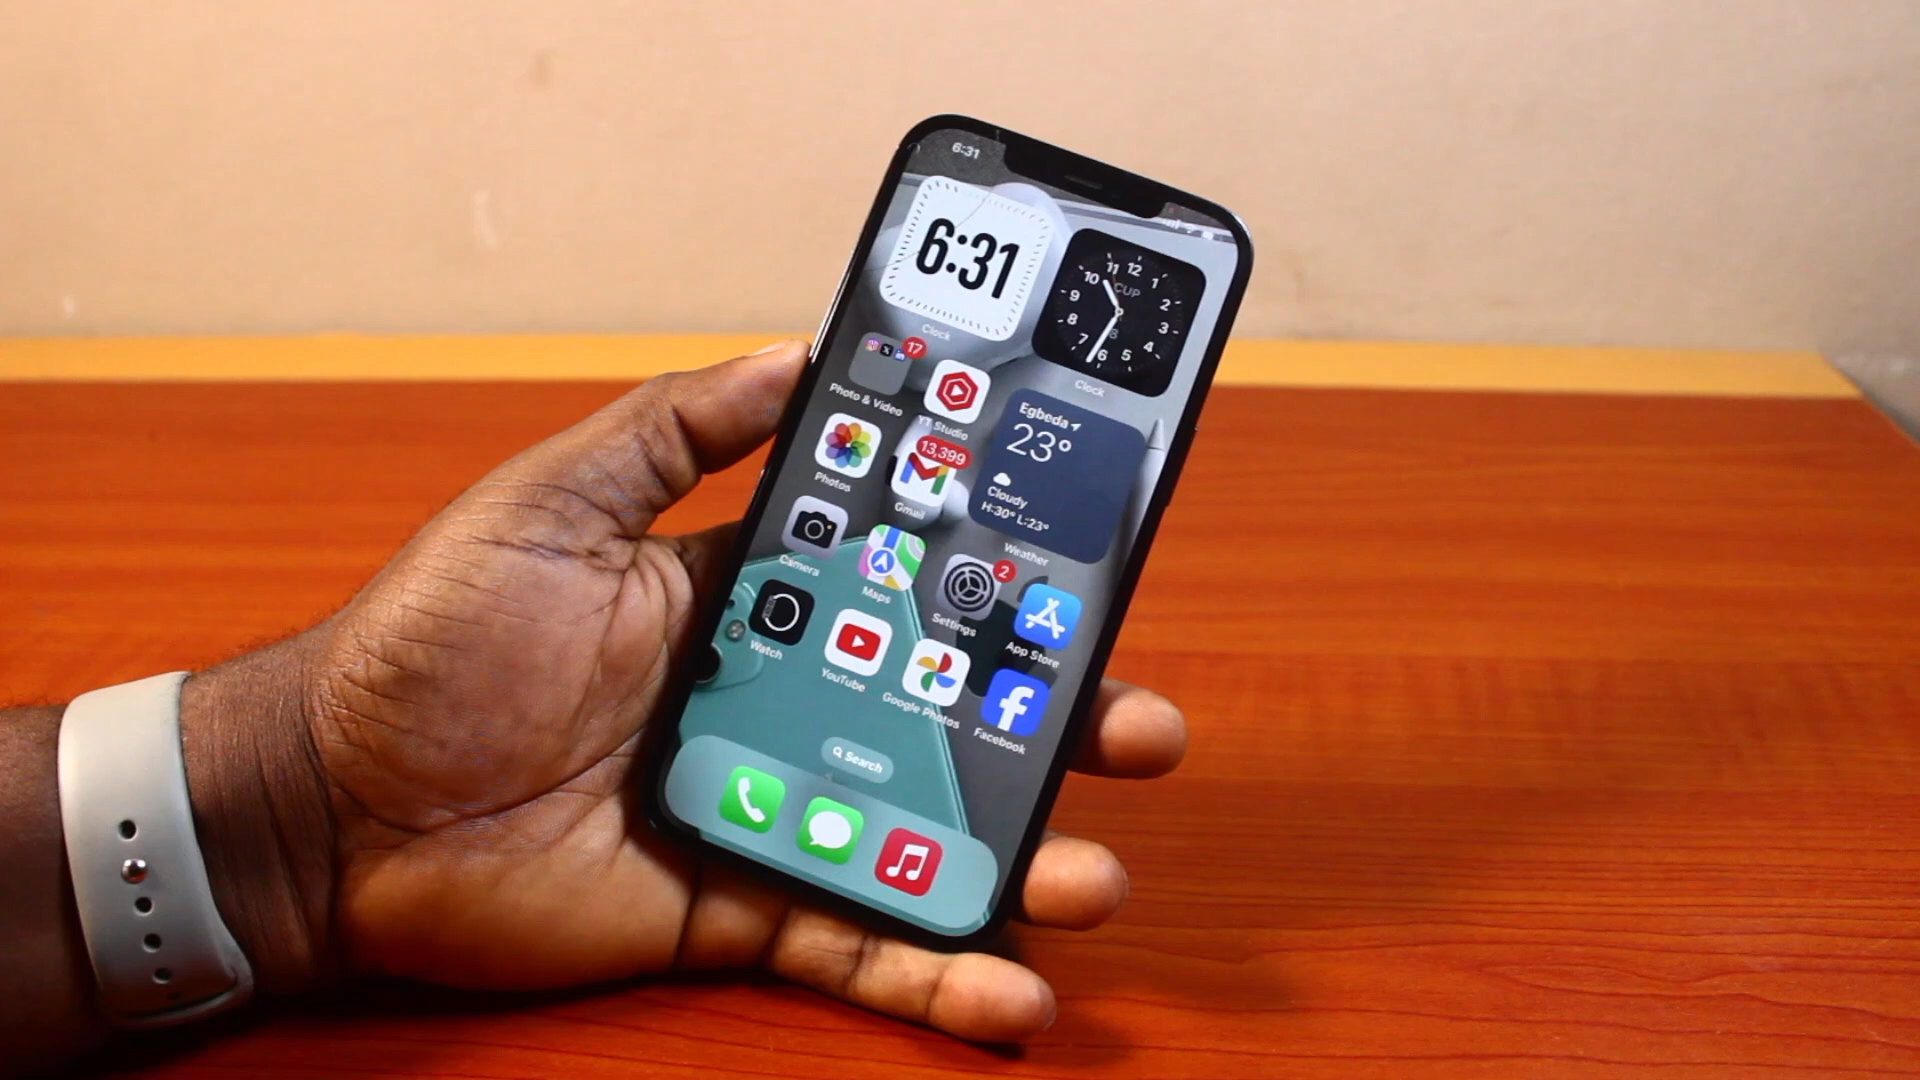 6:31
6:31
Clock
CUP
11 12 1
10 2
9 3
8 4
7 6 5
Clock
17
Photo & Video
YT Studio
Egbeda
23°
Cloudy
H:30° L:23°
Weather
Photos
13,399
Gmail
Camera
Maps
2
Settings
App Store
Watch
YouTube
Google Photos
Facebook
Search